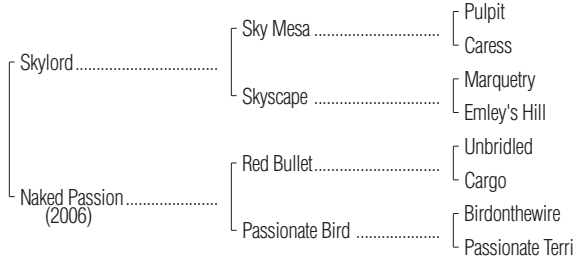 Pulpit
Sky Mesa ................................
Caress
Skylord ....................................
Marquetry
Skyscape ................................
Emley's Hill
Unbridled
Red Bullet................................
Cargo
Naked Passion.......................
(2006)
Birdonthewire
Passionate Bird .....................
Passionate Terri